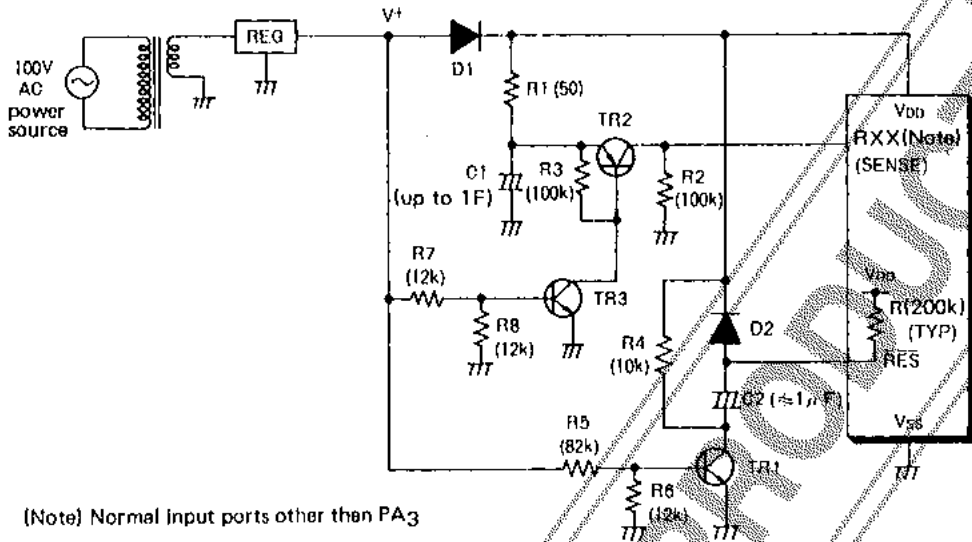 V+
REG
100V
AC
power
source
D1
R1 (50)
TR2
VDD
RXX(Note)
(SENSE)
C1
(up to 1F)
R3
(100k)
R2
(100k)
R7
(12k)
TR3
R8
(12k)
VDD
R(200k)
(TYP)
RES
D2
R4
(10k)
C2 (≒1μF)
VSS
R5
(82k)
TR1
R6
(12k)
(Note) Normal input ports other then PA3